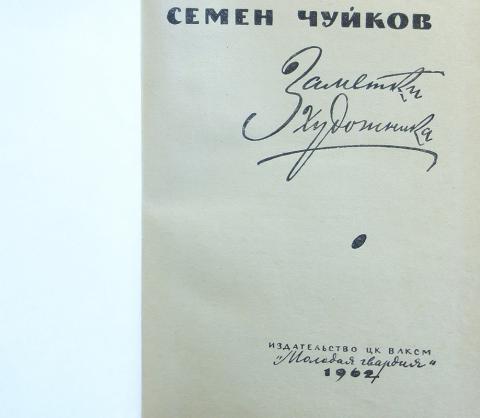 СЕМЕН ЧУЙКОВ
Заметки
художника
ИЗДАТЕЛЬСТВО ЦК ВЛКСМ
„Молодая гвардия“
1962